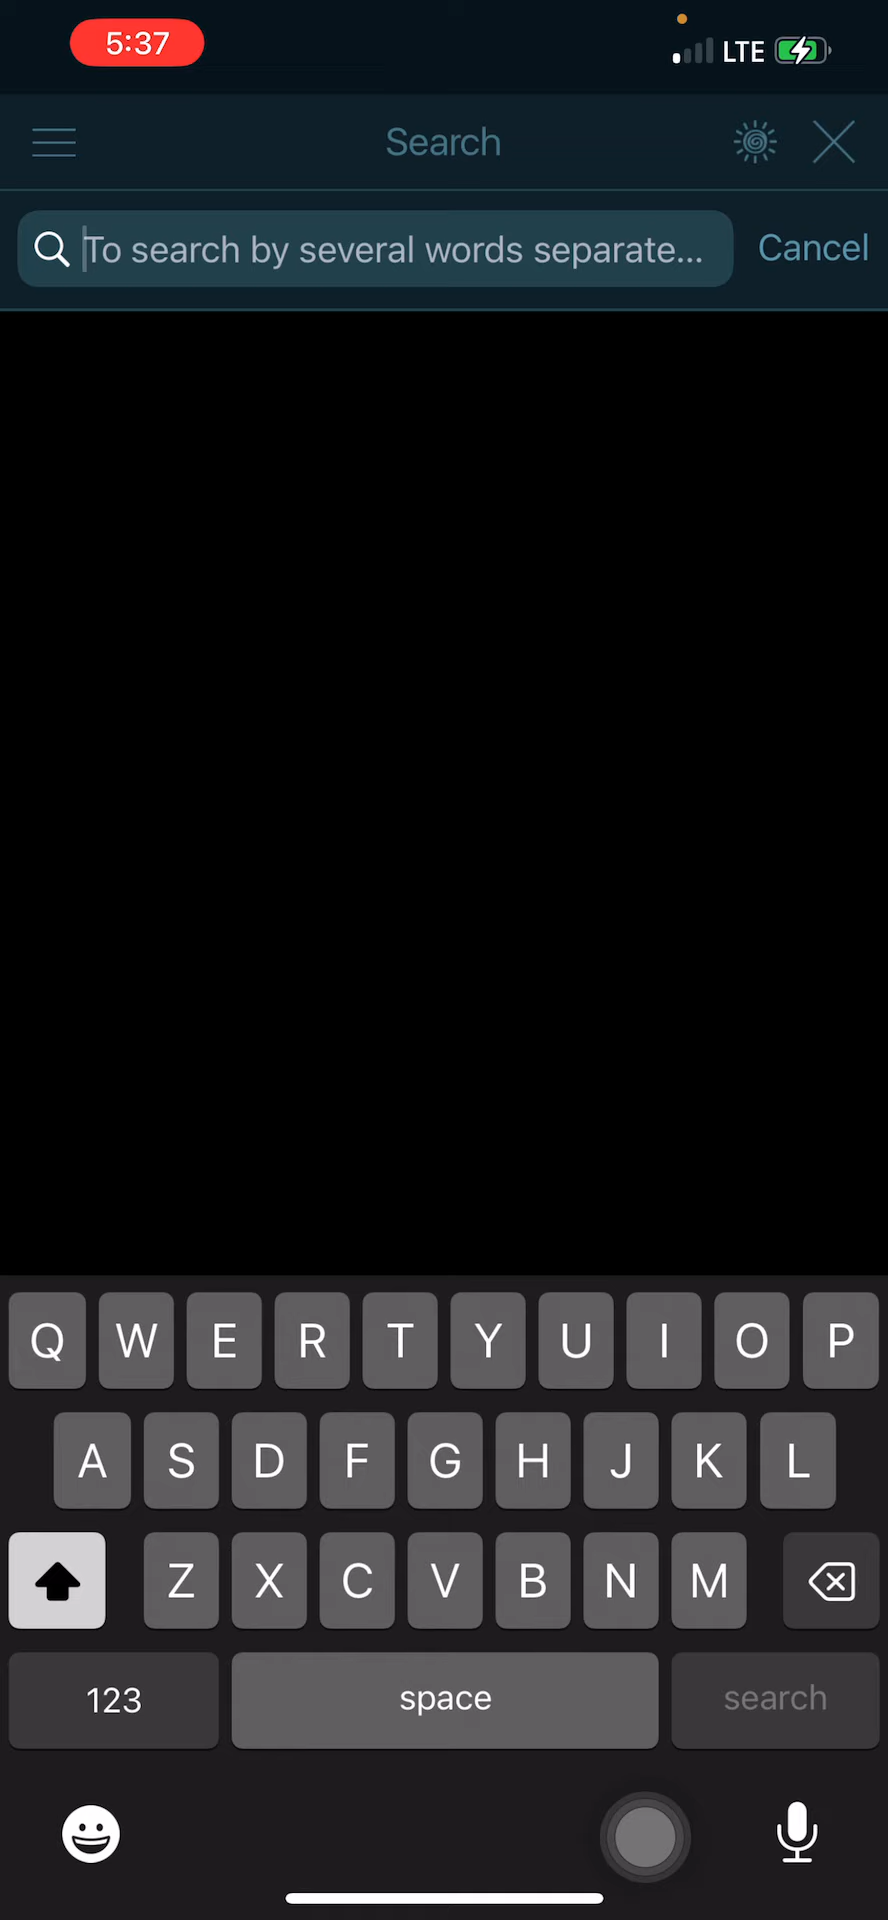 5:37
LTE
Search
To search by several words separate...
Cancel
Q W E R T Y U I O P
A S D F G H J K L
Z X C V B N M
123 space search